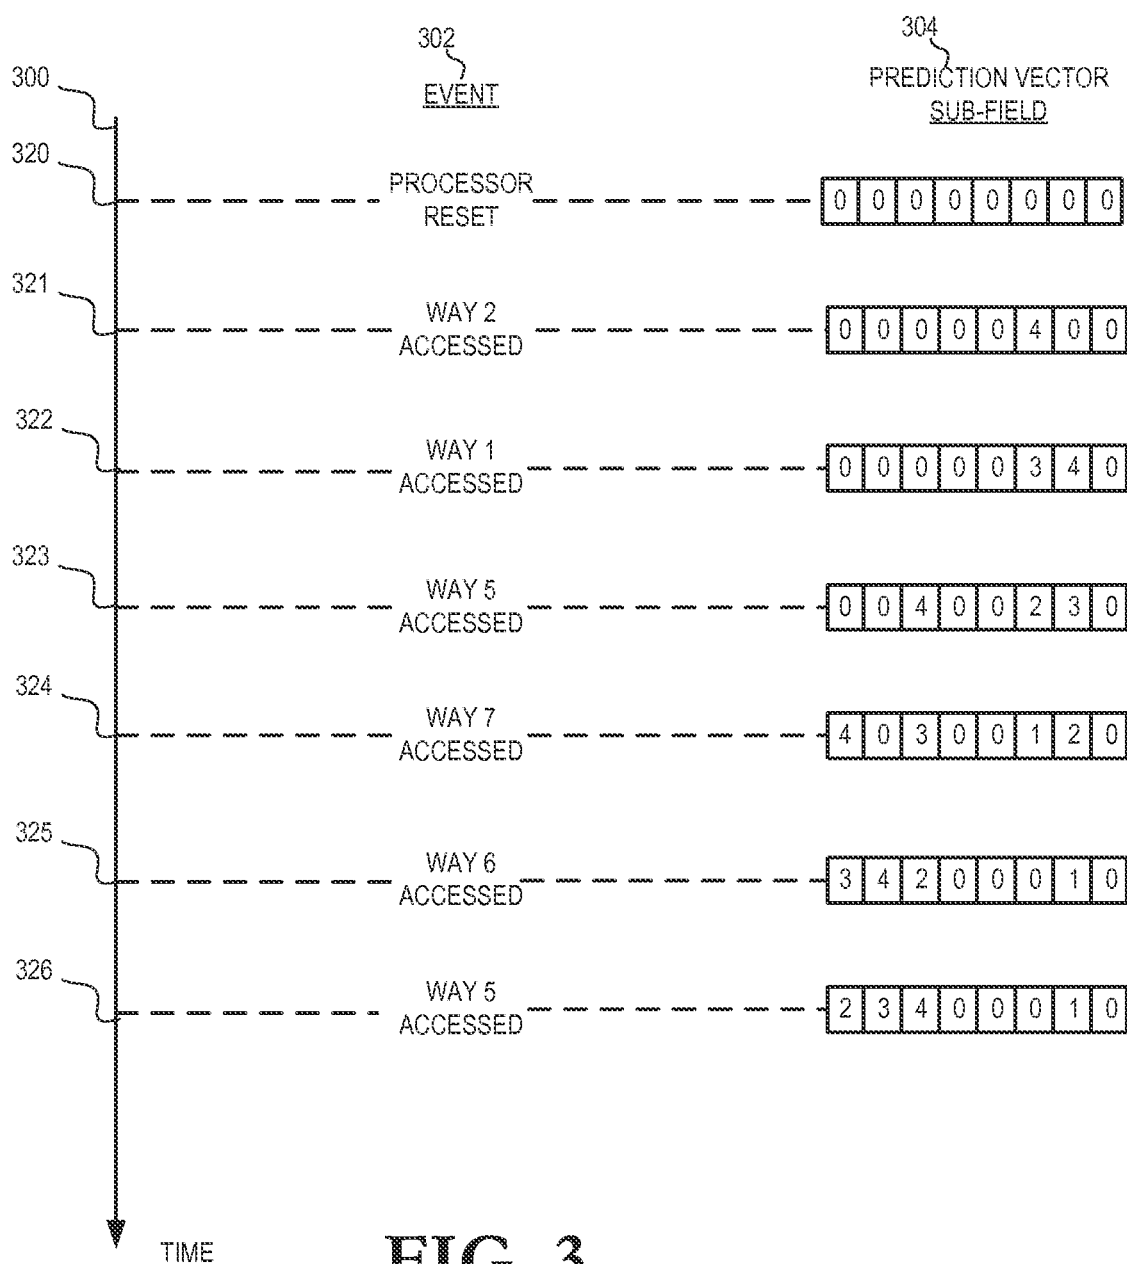 302
304
300
EVENT
PREDICTION VECTOR
SUB-FIELD
320
PROCESSOR
RESET
0 0 0 0 0 0 0 0
321
WAY 2
ACCESSED
0 0 0 0 0 4 0 0
322
WAY 1
ACCESSED
0 0 0 0 0 3 4 0
323
WAY 5
ACCESSED
0 0 4 0 0 2 3 0
324
WAY 7
ACCESSED
4 0 3 0 0 1 2 0
325
WAY 6
ACCESSED
3 4 2 0 0 0 1 0
326
WAY 5
ACCESSED
2 3 4 0 0 0 1 0
TIME
FIG. 3